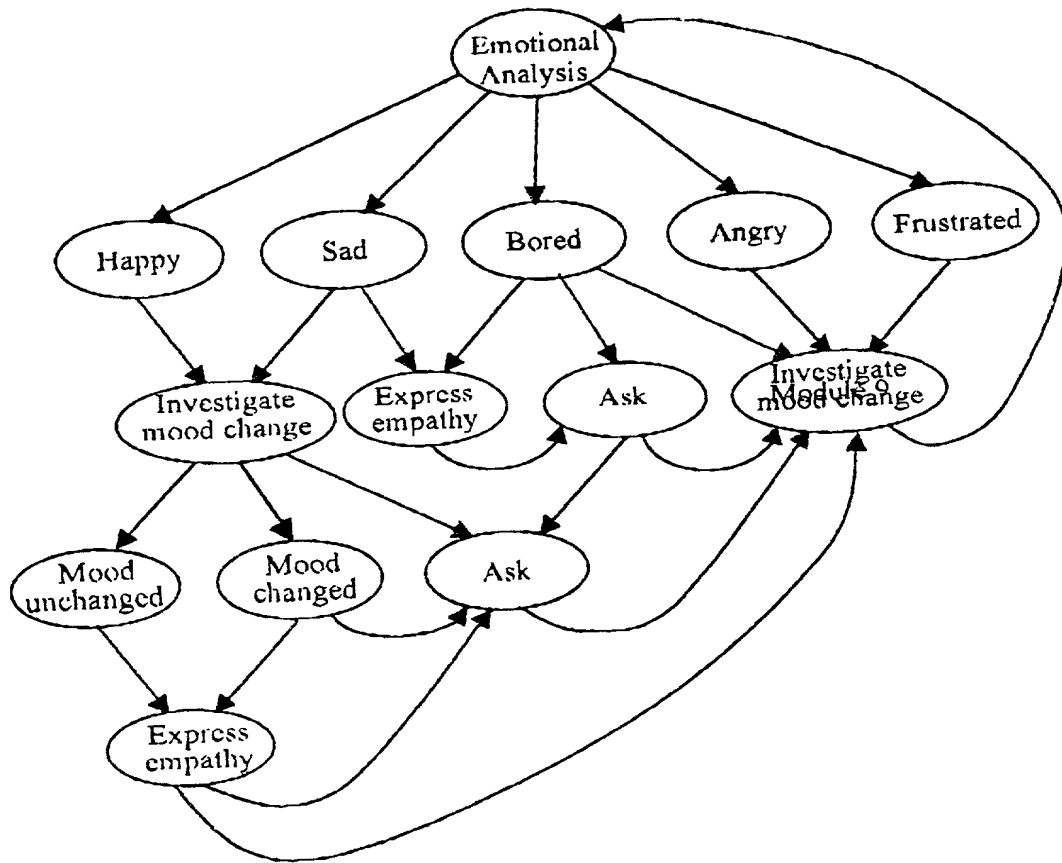 Emotional
Analysis
Happy
Sad
Bored
Angry
Frustrated
Investigate
mood change
Express
empathy
Ask
Investigate
mood change
Mood
unchanged
Mood
changed
Ask
Express
empathy